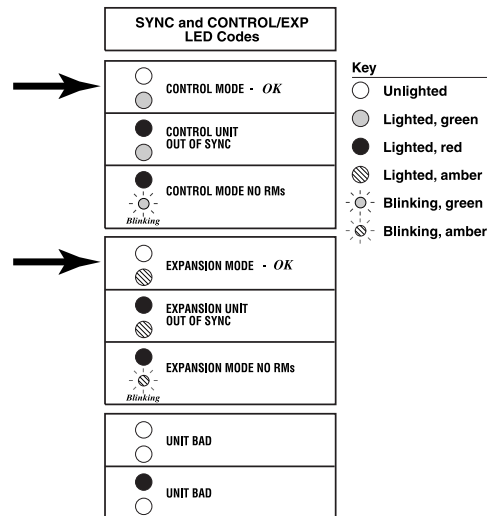 SYNC and CONTROL/EXP
LED Codes
CONTROL MODE - OK
CONTROL UNIT
OUT OF SYNC
CONTROL MODE NO RMs
Blinking
EXPANSION MODE - OK
EXPANSION UNIT
OUT OF SYNC
EXPANSION MODE NO RMs
Blinking
UNIT BAD
UNIT BAD
Key
Unlighted
Lighted, green
Lighted, red
Lighted, amber
Blinking, green
Blinking, amber